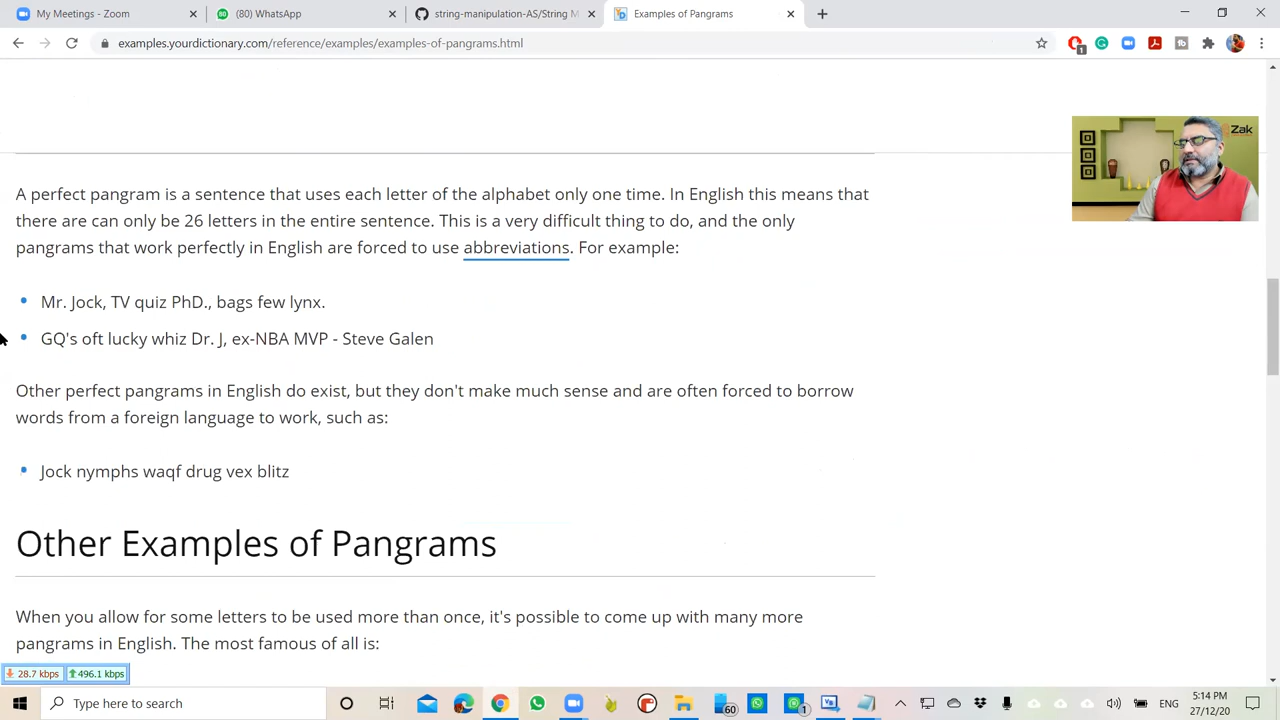 My Meetings - Zoom
(80) WhatsApp
string-manipulation-AS/String M
Examples of Pangrams
examples.yourdictionary.com/reference/examples/examples-of-pangrams.html
1
Zak
A perfect pangram is a sentence that uses each letter of the alphabet only one time. In English this means that
there are can only be 26 letters in the entire sentence. This is a very difficult thing to do, and the only
pangrams that work perfectly in English are forced to use abbreviations. For example:
Mr. Jock, TV quiz PhD., bags few lynx.
GQ's oft lucky whiz Dr. J, ex-NBA MVP - Steve Galen
Other perfect pangrams in English do exist, but they don't make much sense and are often forced to borrow
words from a foreign language to work, such as:
Jock nymphs waqf drug vex blitz
Other Examples of Pangrams
When you allow for some letters to be used more than once, it's possible to come up with many more
pangrams in English. The most famous of all is:
28.7 kbps 496.1 kbps
Type here to search
60
1
ENG
5:14 PM
27/12/20